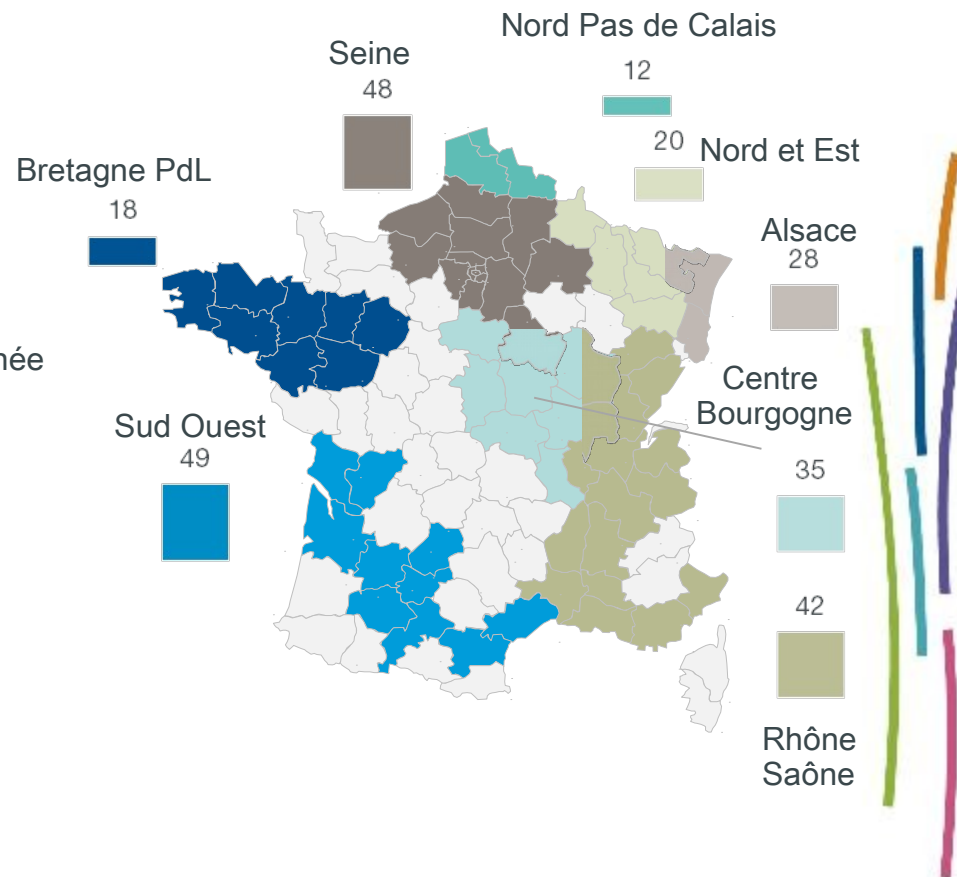 Nord Pas de Calais
12
Seine
48
20
Nord et Est
Bretagne PdL
18
Alsace
28
née
Centre
Bourgogne
35
Sud Ouest
49
42
Rhône
Saône